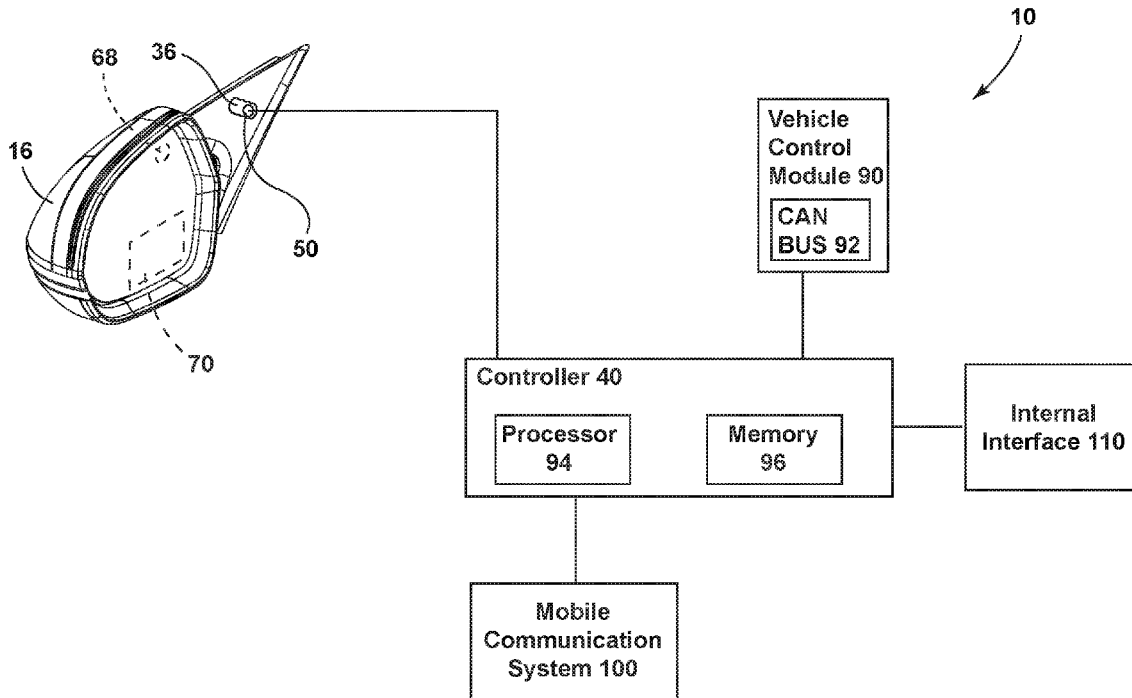 10
36
68
16
50
70
Vehicle
Control
Module 90
CAN
BUS 92
Controller 40
Processor
94
Memory
96
Internal
Interface 110
Mobile
Communication
System 100